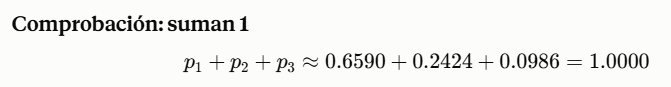 Comprobación: suman 1
p₁ + p₂ + p₃ ≈ 0.6590 + 0.2424 + 0.0986 = 1.0000